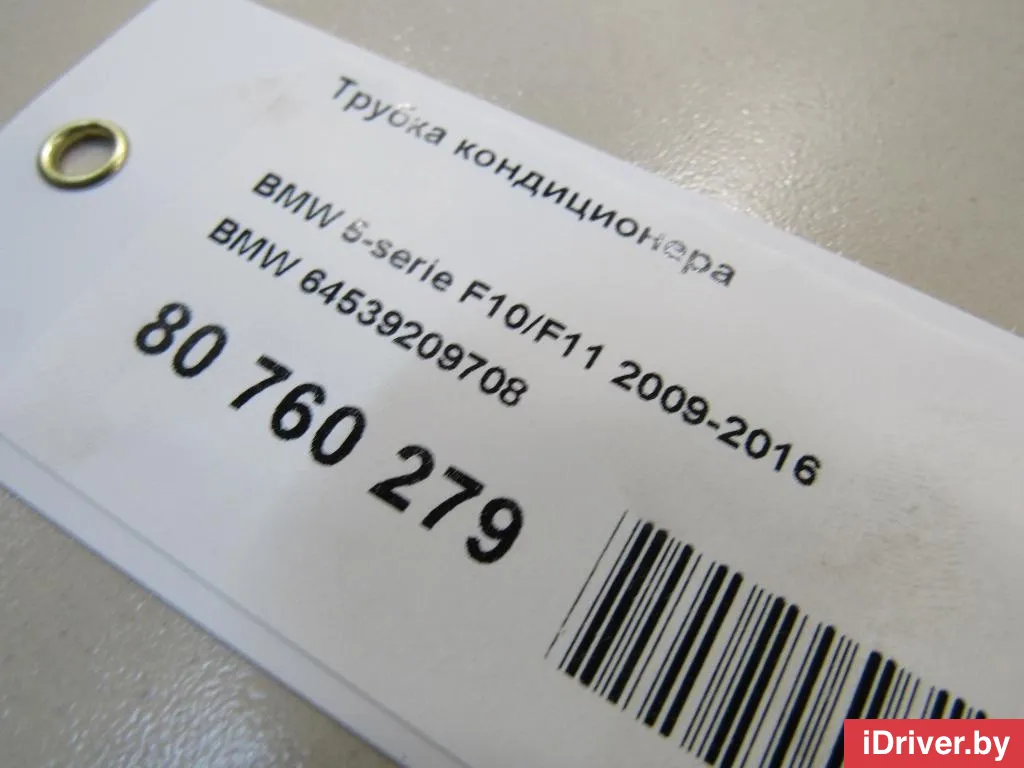 Трубка кондиционера
BMW 5-serie F10/F11 2009-2016
BMW 64539209708
80 760 279
iDriver.by